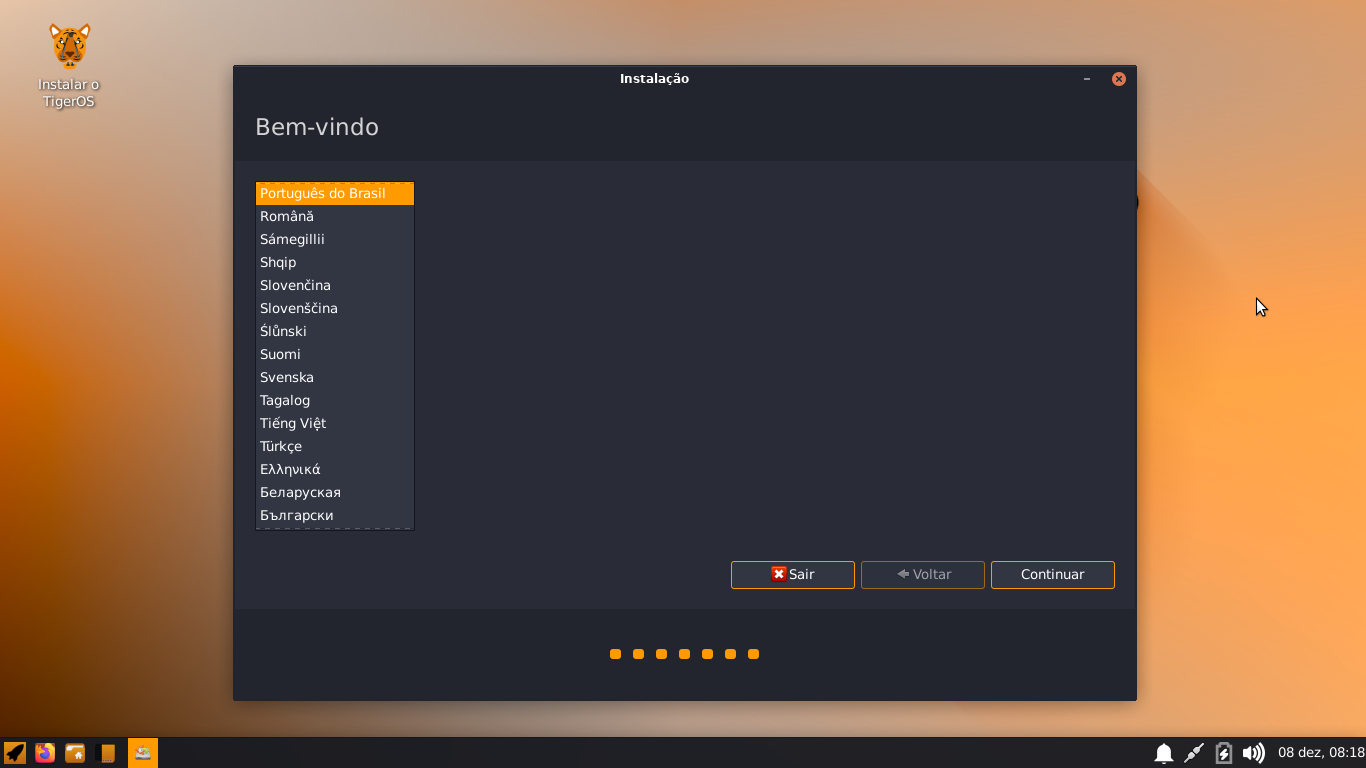 Instalar o
TigerOS
Instalação
Bem-vindo
Português do Brasil
Română
Sámegillii
Shqip
Slovenčina
Slovenščina
Ślůnski
Suomi
Svenska
Tagalog
Tiếng Việt
Türkçe
Ελληνικά
Беларуская
Български
Sair
Voltar
Continuar
08 dez, 08:18